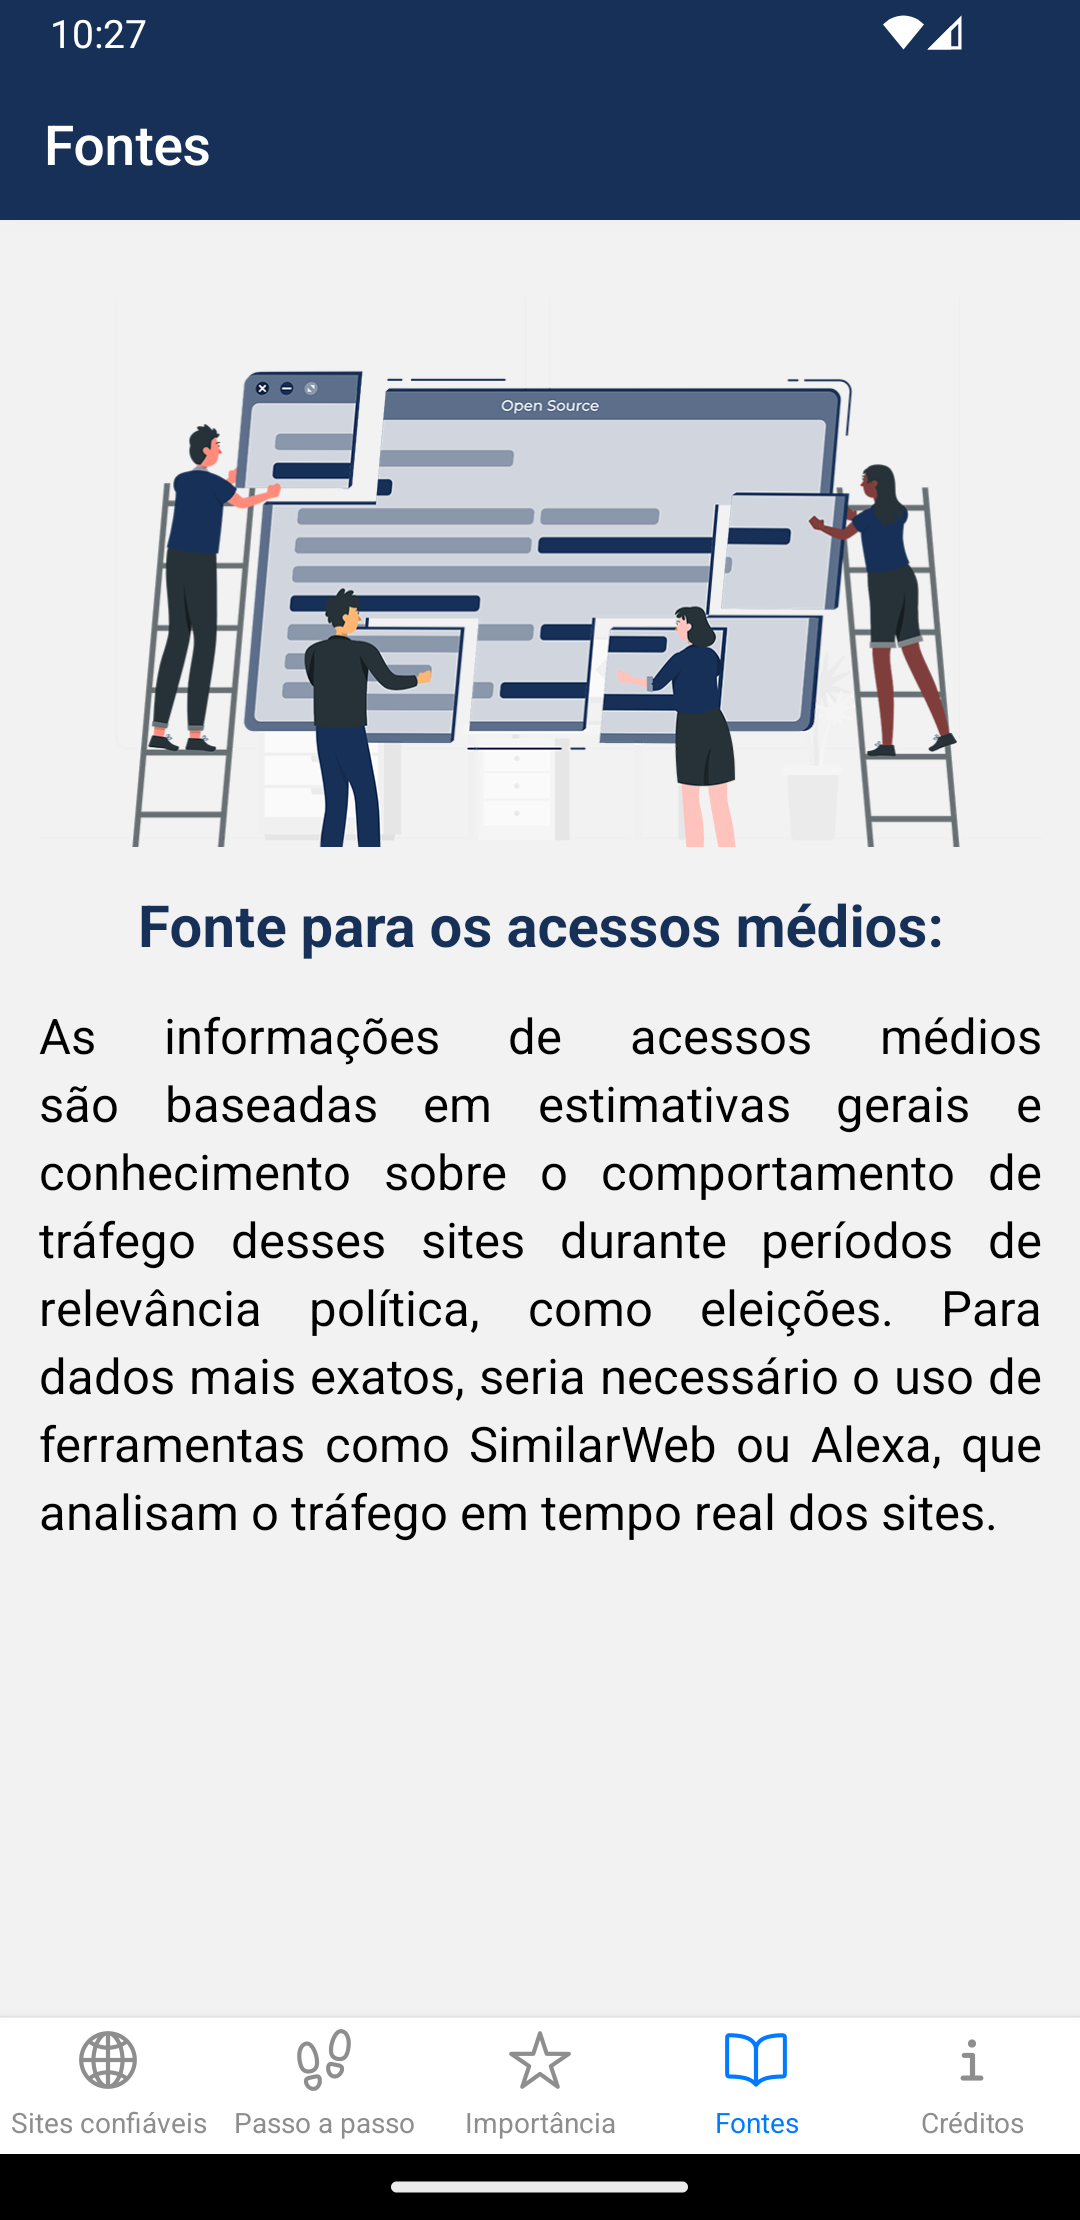 10:27
Fontes
Open Source
Fonte para os acessos médios:
As informações de acessos médios
são baseadas em estimativas gerais e
conhecimento sobre o comportamento de
tráfego desses sites durante períodos de
relevância política, como eleições. Para
dados mais exatos, seria necessário o uso de
ferramentas como SimilarWeb ou Alexa, que
analisam o tráfego em tempo real dos sites.
Sites confiáveis
Passo a passo
Importância
Fontes
Créditos